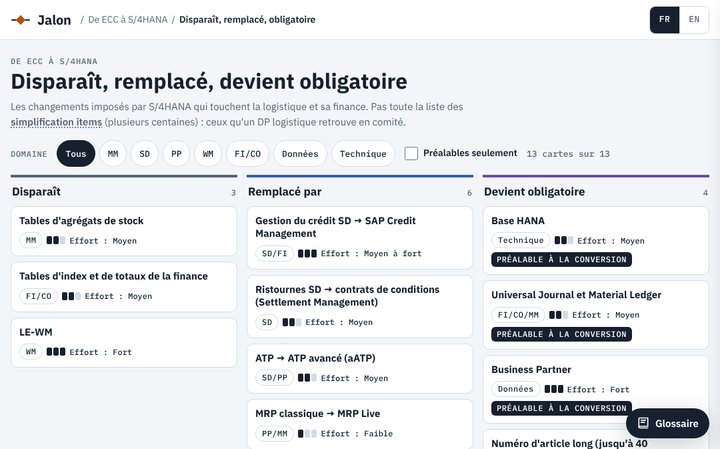 Jalon / De ECC à S/4HANA / Disparaît, remplacé, obligatoire
FR EN
DE ECC À S/4HANA
Disparaît, remplacé, devient obligatoire
Les changements imposés par S/4HANA qui touchent la logistique et sa finance. Pas toute la liste des
simplification items (plusieurs centaines) : ceux qu'un DP logistique retrouve en comité.
DOMAINE Tous MM SD PP WM FI/CO Données Technique Préalables seulement 13 cartes sur 13
Disparaît 3
Tables d'agrégats de stock
MM Effort : Moyen
Tables d'index et de totaux de la finance
FI/CO Effort : Moyen
LE-WM
WM Effort : Fort
Remplacé par 6
Gestion du crédit SD → SAP Credit
Management
SD/FI Effort : Moyen à fort
Ristournes SD → contrats de conditions
(Settlement Management)
SD Effort : Moyen
ATP → ATP avancé (aATP)
SD/PP Effort : Moyen
MRP classique → MRP Live
PP/MM Effort : Faible
Devient obligatoire 4
Base HANA
Technique Effort : Moyen
PRÉALABLE À LA CONVERSION
Universal Journal et Material Ledger
FI/CO/MM Effort : Moyen
PRÉALABLE À LA CONVERSION
Business Partner
Données Effort : Fort
PRÉALABLE À LA CONVERSION
Numéro d'article long (jusqu'à 40
Glossaire